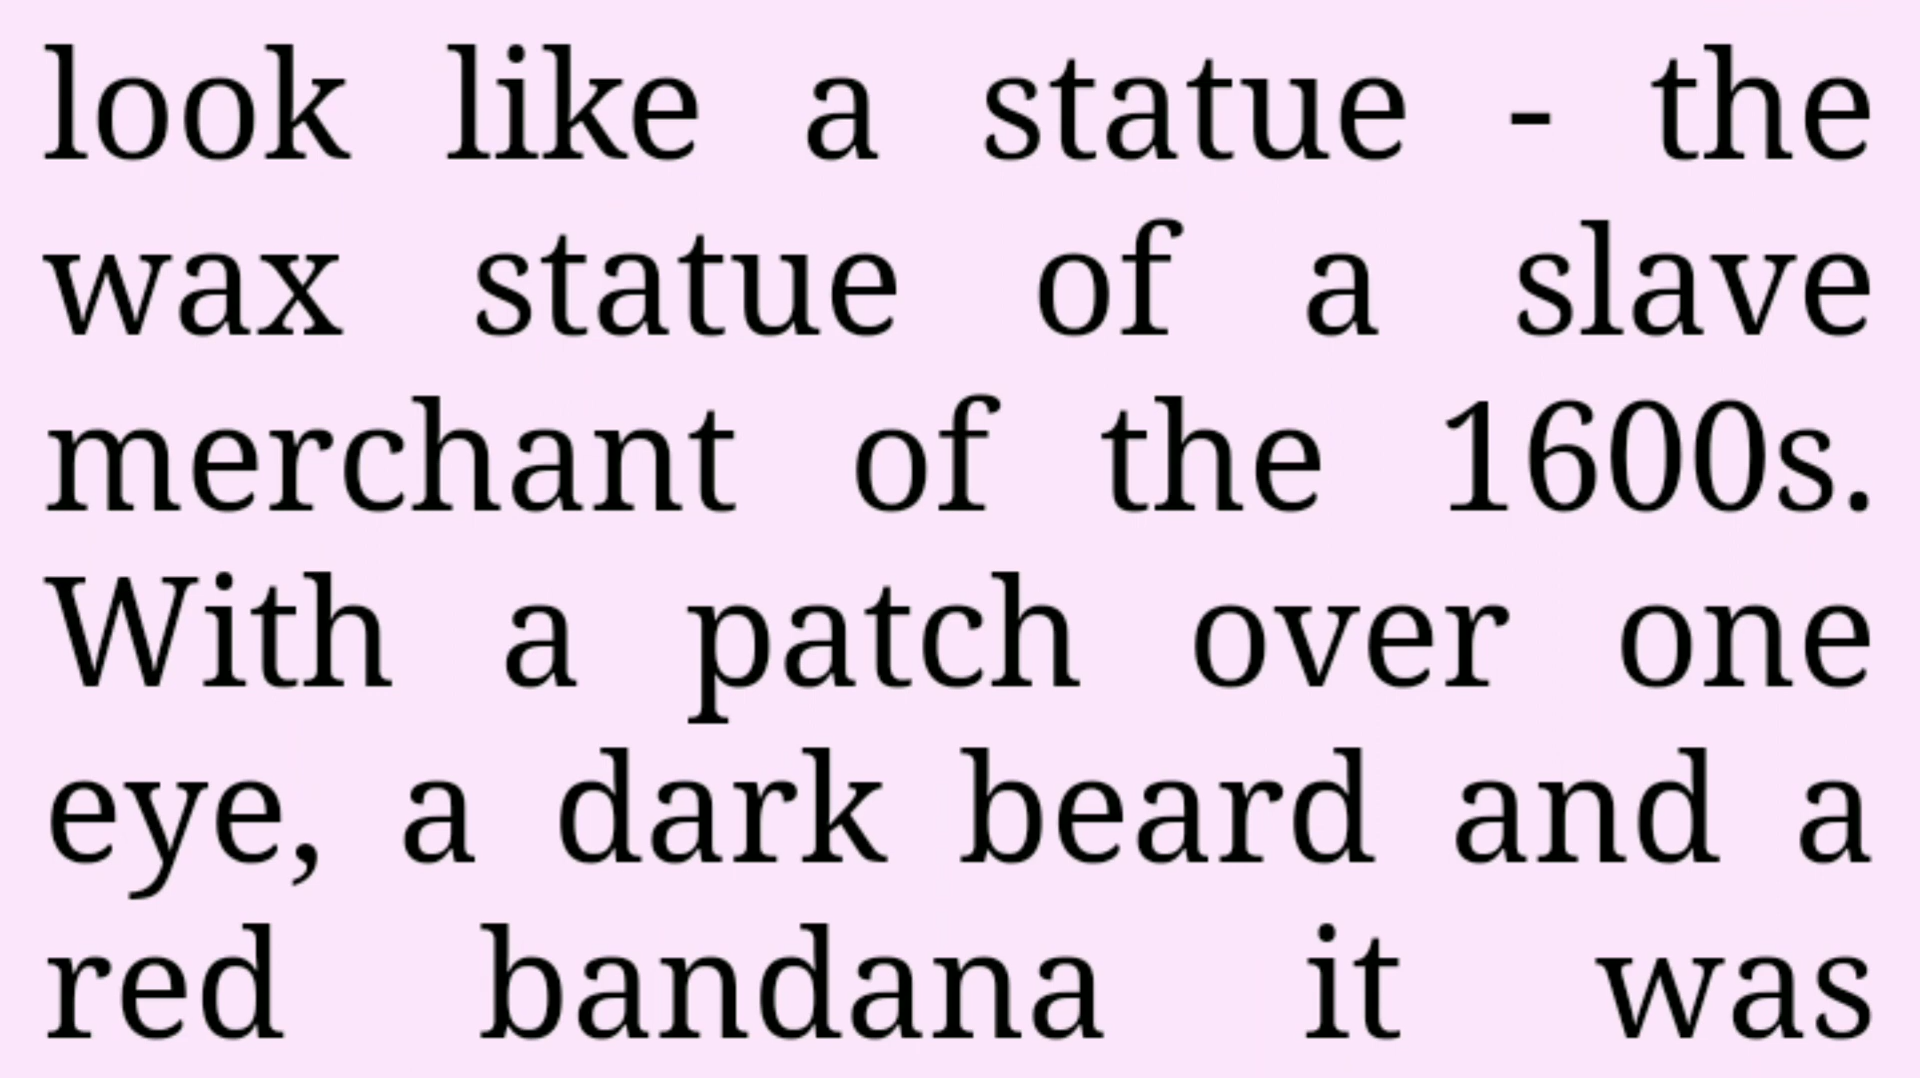 look like a statue - the
wax statue of a slave
merchant of the 1600s.
With a patch over one
eye, a dark beard and a
red bandana it was